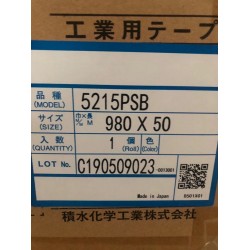 工業用テープ
品種 (MODEL) 5215PSB
サイズ (SIZE) 巾×長 ㎜ M 980 X 50
入数 (QUANTITY) 1 個 (Roll) 色 (Color)
LOT No. C190509023-0013001
Made in Japan
積水化学工業株式会